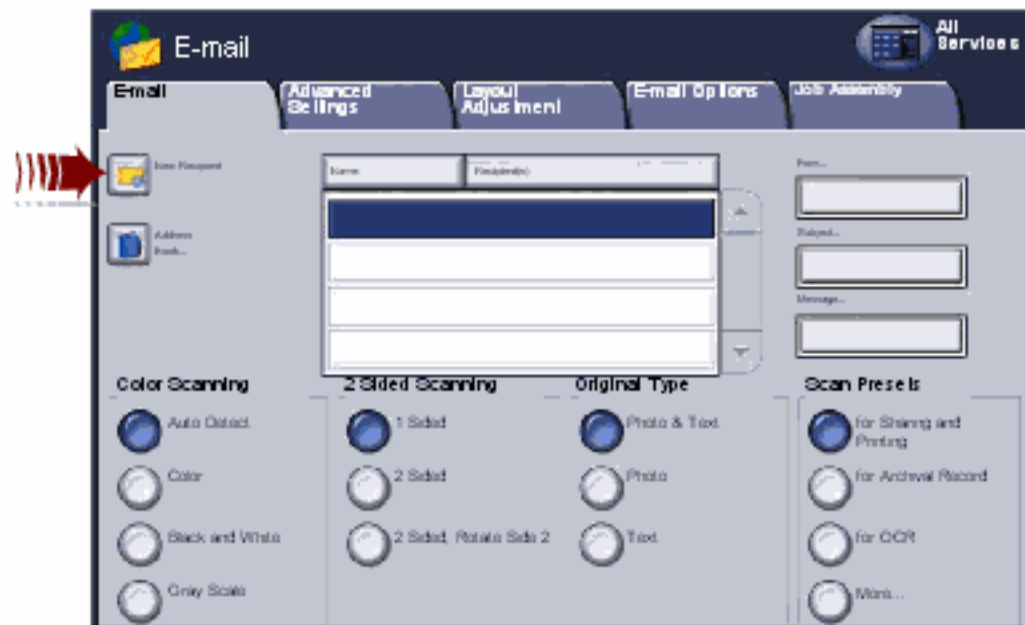 E-mail
All
Services
E-mail
Advanced
Settings
Layout
Adjustment
E-mail Options
Job Assembly
New Recipient
Name
Recipient(s)
From...
Address
Book...
Subject...
Message...
Color Scanning
2 Sided Scanning
Original Type
Scan Presets
Auto Detect
1 Sided
Photo & Text
for Sharing and
Printing
Color
2 Sided
Photo
for Archival Record
Black and White
2 Sided, Rotate Side 2
Text
for OCR
Gray Scale
More...